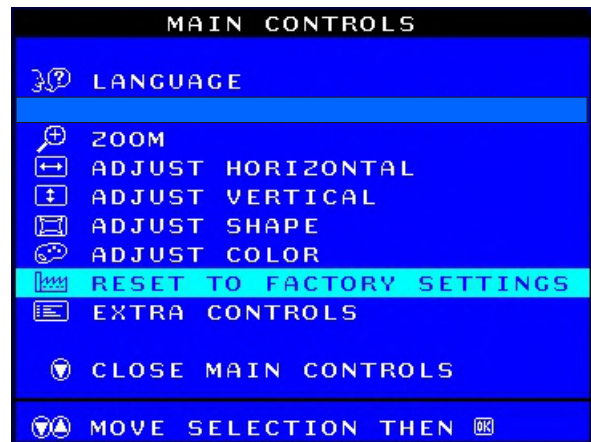 MAIN CONTROLS
LANGUAGE
ZOOM
ADJUST HORIZONTAL
ADJUST VERTICAL
ADJUST SHAPE
ADJUST COLOR
RESET TO FACTORY SETTINGS
EXTRA CONTROLS
CLOSE MAIN CONTROLS
MOVE SELECTION THEN OK